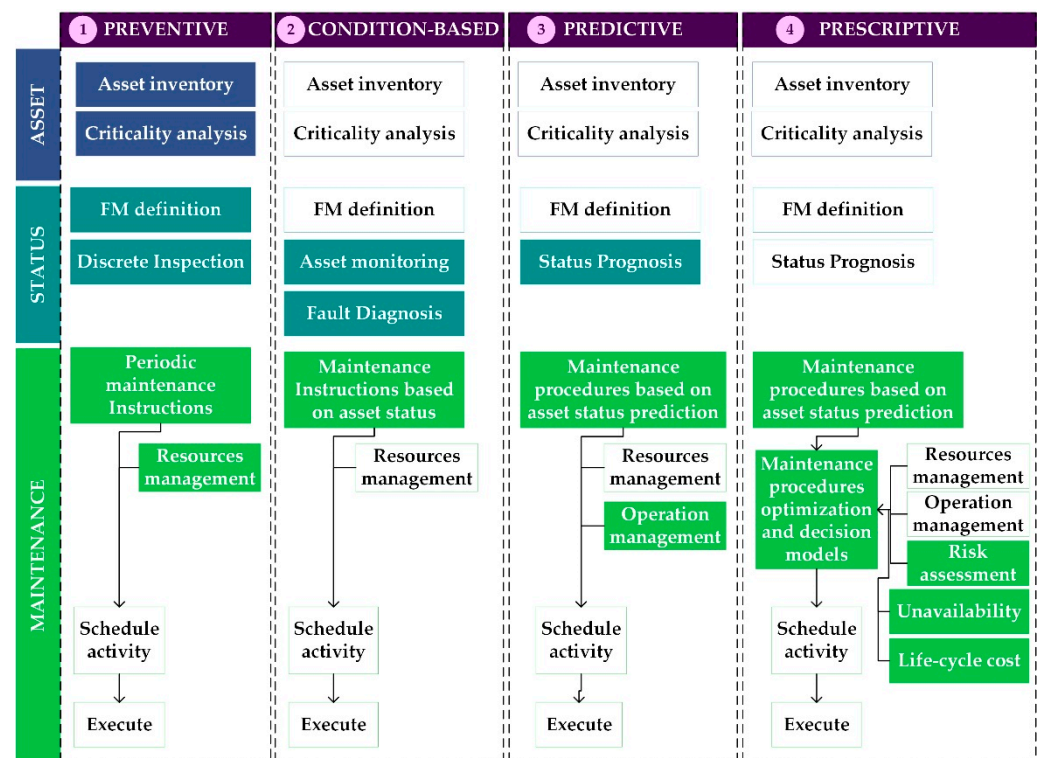 1 PREVENTIVE
2 CONDITION-BASED
3 PREDICTIVE
4 PRESCRIPTIVE
ASSET
Asset inventory
Asset inventory
Asset inventory
Asset inventory
Criticality analysis
Criticality analysis
Criticality analysis
Criticality analysis
STATUS
FM definition
FM definition
FM definition
FM definition
Discrete Inspection
Asset monitoring
Status Prognosis
Status Prognosis
Fault Diagnosis
MAINTENANCE
Periodic
maintenance
Instructions
Maintenance
Instructions based
on asset status
Maintenance
procedures based on
asset status prediction
Maintenance
procedures based on
asset status prediction
Resources
management
Resources
management
Resources
management
Operation
management
Maintenance
procedures
optimization
and decision
models
Resources
management
Operation
management
Risk
assessment
Unavailability
Life-cycle cost
Schedule
activity
Schedule
activity
Schedule
activity
Schedule
activity
Execute
Execute
Execute
Execute